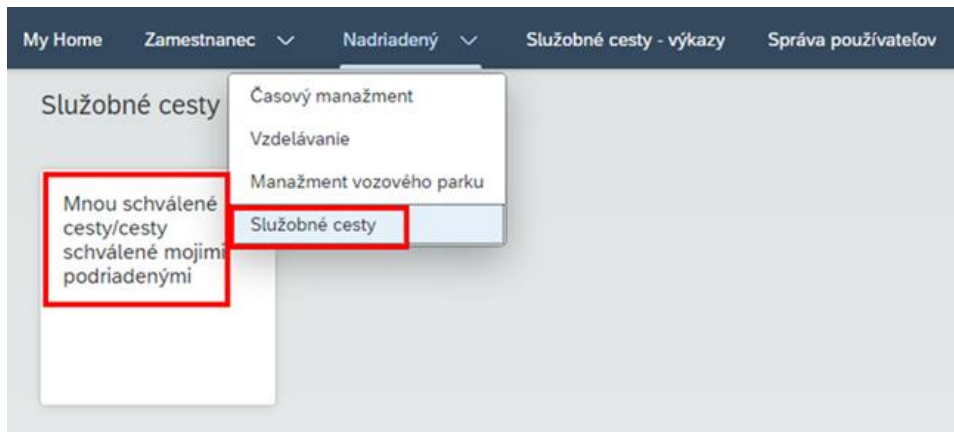 My Home Zamestnanec Nadriadený Služobné cesty - výkazy Správa používateľov
Služobné cesty
Časový manažment
Vzdelávanie
Manažment vozového parku
Služobné cesty
Mnou schválené
cesty/cesty
schválené mojimi
podriadenými